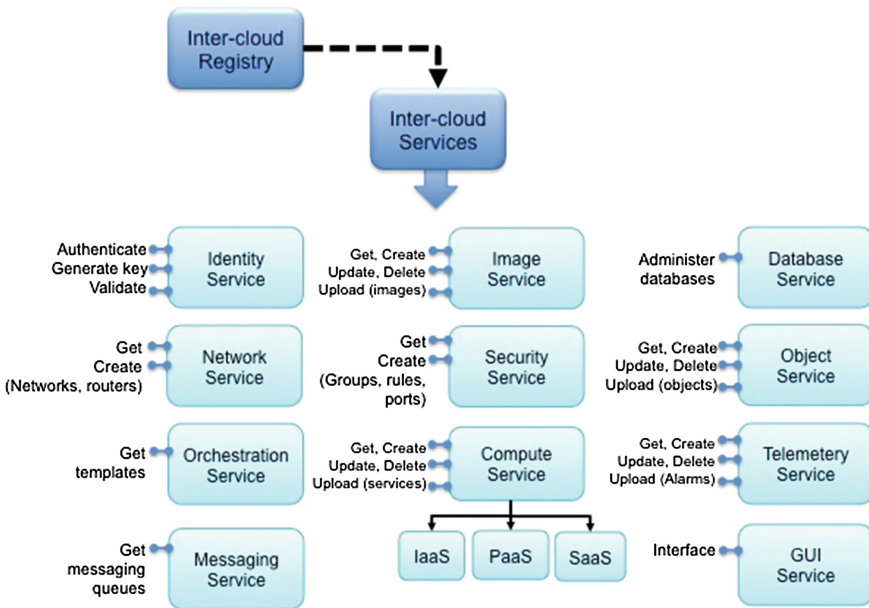 Inter-cloud
Registry
Inter-cloud
Services
Authenticate
Generate key
Validate
Identity
Service
Get, Create
Update, Delete
Upload (images)
Image
Service
Administer
databases
Database
Service
Get
Create
(Networks, routers)
Network
Service
Get
Create
(Groups, rules,
ports)
Security
Service
Get, Create
Update, Delete
Upload (objects)
Object
Service
Get
templates
Orchestration
Service
Get, Create
Update, Delete
Upload (services)
Compute
Service
Get, Create
Update, Delete
Upload (Alarms)
Telemetery
Service
IaaS
PaaS
SaaS
Get
messaging
queues
Messaging
Service
Interface
GUI
Service